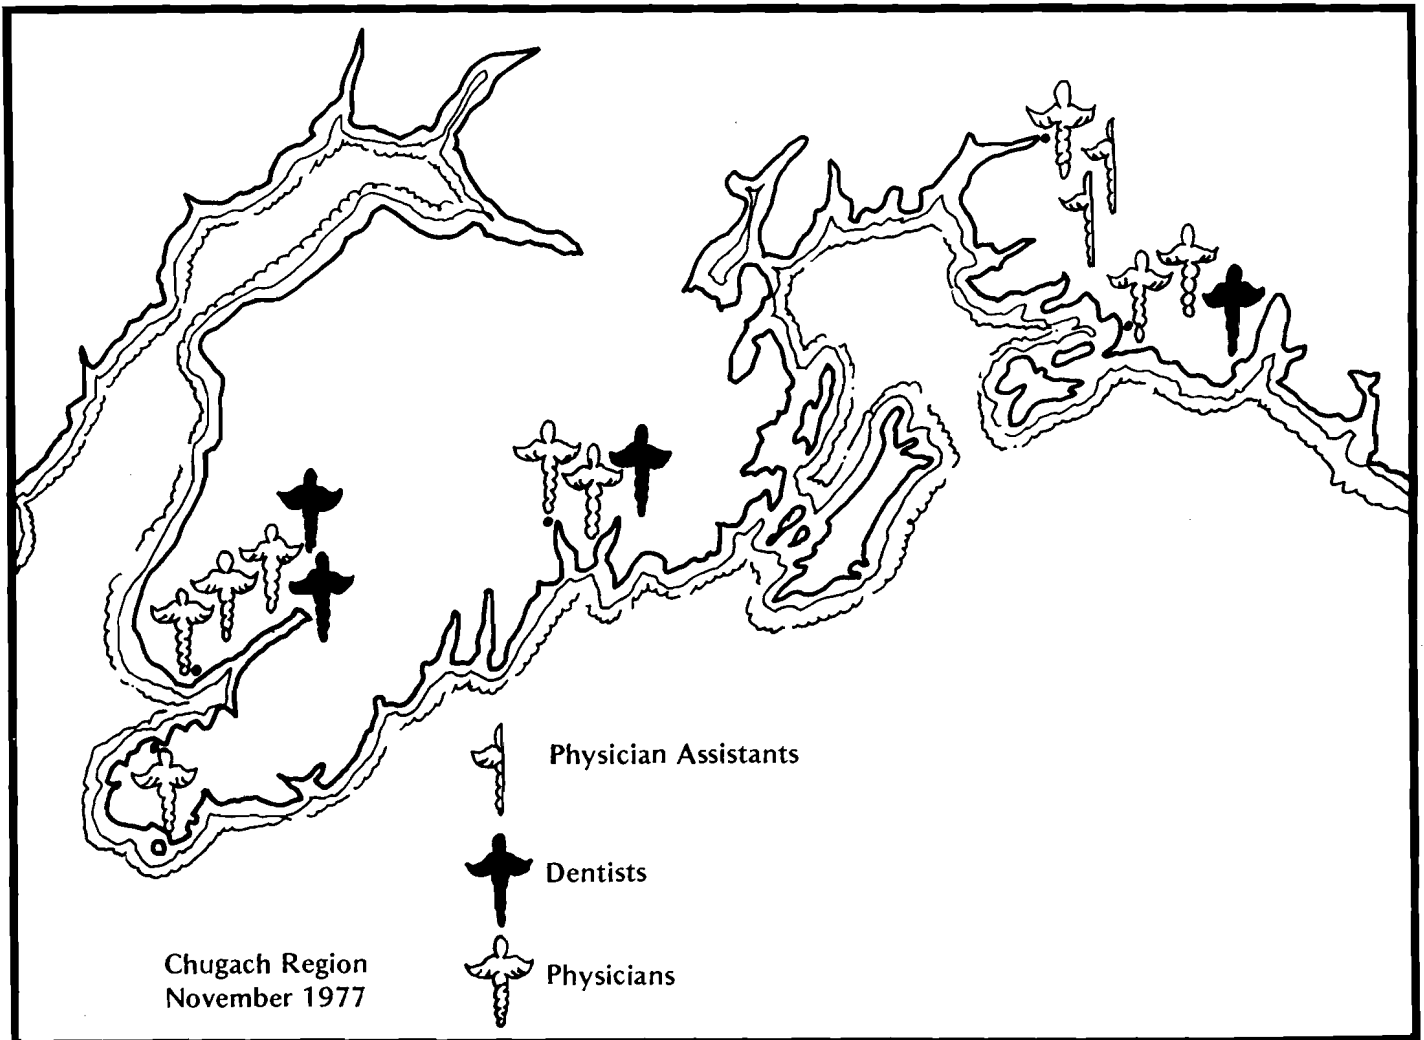 Physician Assistants
Dentists
Physicians
Chugach Region
November 1977